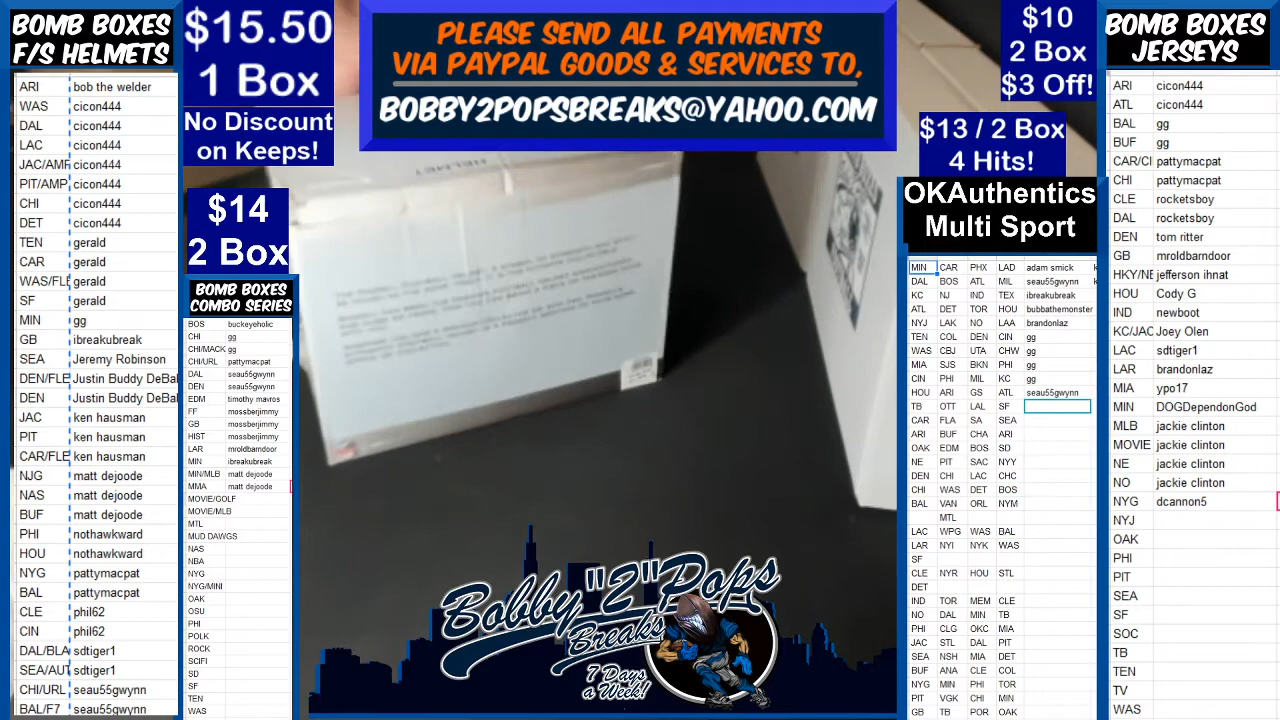 BOMB BOXES
F/S HELMETS
ARI bob the welder
WAS cicon444
DAL cicon444
LAC cicon444
JAC/AMP cicon444
PIT/AMP cicon444
CHI cicon444
DET cicon444
TEN gerald
CAR gerald
WAS/FLE gerald
SF gerald
MIN gg
GB ibreakubreak
SEA Jeremy Robinson
DEN/FLE Justin Buddy DeBal
DEN Justin Buddy DeBal
JAC ken hausman
PIT ken hausman
CAR/FLE ken hausman
NJG matt dejoode
NAS matt dejoode
BUF matt dejoode
PHI nothawkward
HOU nothawkward
NYG pattymacpat
BAL pattymacpat
CLE phil62
CIN phil62
DAL/BLA sdtiger1
SEA/AUT sdtiger1
CHI/URL seau55gwynn
BAL/F7 seau55gwynn
$15.50
1 Box
No Discount
on Keeps!
$14
2 Box
BOMB BOXES
COMBO SERIES
BOS buckeyeholic
CHI gg
CHI/MACK gg
CHI/URL pattymacpat
DAL seau55gwynn
DEN seau55gwynn
EDM timothy mavros
FF mossberjimmy
GB mossberjimmy
HIST mossberjimmy
LAR mroldbarndoor
MIN ibreakubreak
MIN/MLB matt dejoode
MMA matt dejoode
MOVIE/GOLF
MOVIE/MLB
MTL
MUD DAWGS
NAS
NBA
NYG
NYG/MINI
OAK
OSU
PHI
POLK
ROCK
SCIFI
SD
SF
TEN
WAS
PLEASE SEND ALL PAYMENTS
VIA PAYPAL GOODS & SERVICES TO,
BOBBY2POPSBREAKS@YAHOO.COM
HELMET
Bobby "2" Pops
Breaks
7 Days
a Week!
$10
2 Box
$3 Off!
$13 / 2 Box
4 Hits!
OKAuthentics
Multi Sport
MIN CAR PHX LAD adam smick k
DAL BOS ATL MIL seau55gwynn k
KC NJ IND TEX ibreakubreak
ATL DET TOR HOU bubbathemonster
NYJ LAK NO LAA brandonlaz
TEN COL DEN CIN gg
WAS CBJ UTA CHW gg
MIA SJS BKN PHI gg
CIN PHI MIL KC gg
HOU ARI GS ATL seau55gwynn
TB OTT LAL SF
CAR FLA SA SEA
ARI BUF CHA ARI
OAK EDM BOS SD
NE PIT SAC NYY
DEN CHI LAC CHC
CHI WAS DET BOS
BAL VAN ORL NYM
MTL
LAC WPG WAS BAL
LAR NYI NYK WAS
SF
CLE NYR HOU STL
DET
IND TOR MEM CLE
NO DAL MIN TB
PHI CLG OKC MIA
JAC STL DAL PIT
SEA NSH MIA DET
BUF ANA CLE COL
NYG MIN PHI TOR
PIT VGK CHI MIN
GB TB POR OAK
BOMB BOXES
JERSEYS
ARI cicon444
ATL cicon444
BAL gg
BUF gg
CAR/CI pattymacpat
CHI pattymacpat
CLE rocketsboy
DAL rocketsboy
DEN tom ritter
GB mroldbarndoor
HKY/NE jefferson ihnat
HOU Cody G
IND newboot
KC/JAC Joey Olen
LAC sdtiger1
LAR brandonlaz
MIA ypo17
MIN DOGDependonGod
MLB jackie clinton
MOVIE jackie clinton
NE jackie clinton
NO jackie clinton
NYG dcannon5
NYJ
OAK
PHI
PIT
SEA
SF
SOC
TB
TEN
TV
WAS